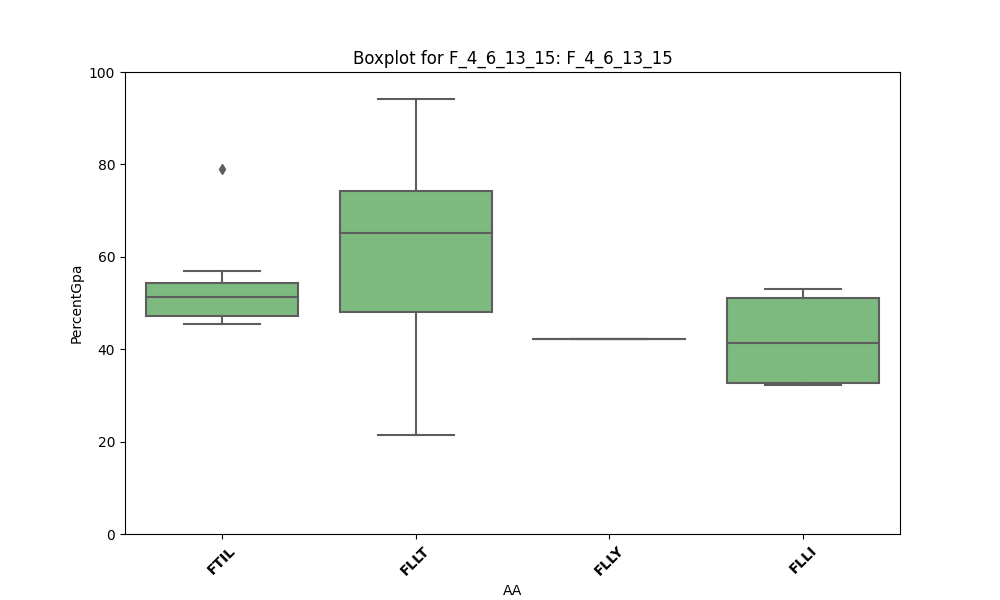 Boxplot for F_4_6_13_15: F_4_6_13_15
100
80
60
40
20
0
PercentGpa
FTIL
FLLT
FLLY
FLLI
AA